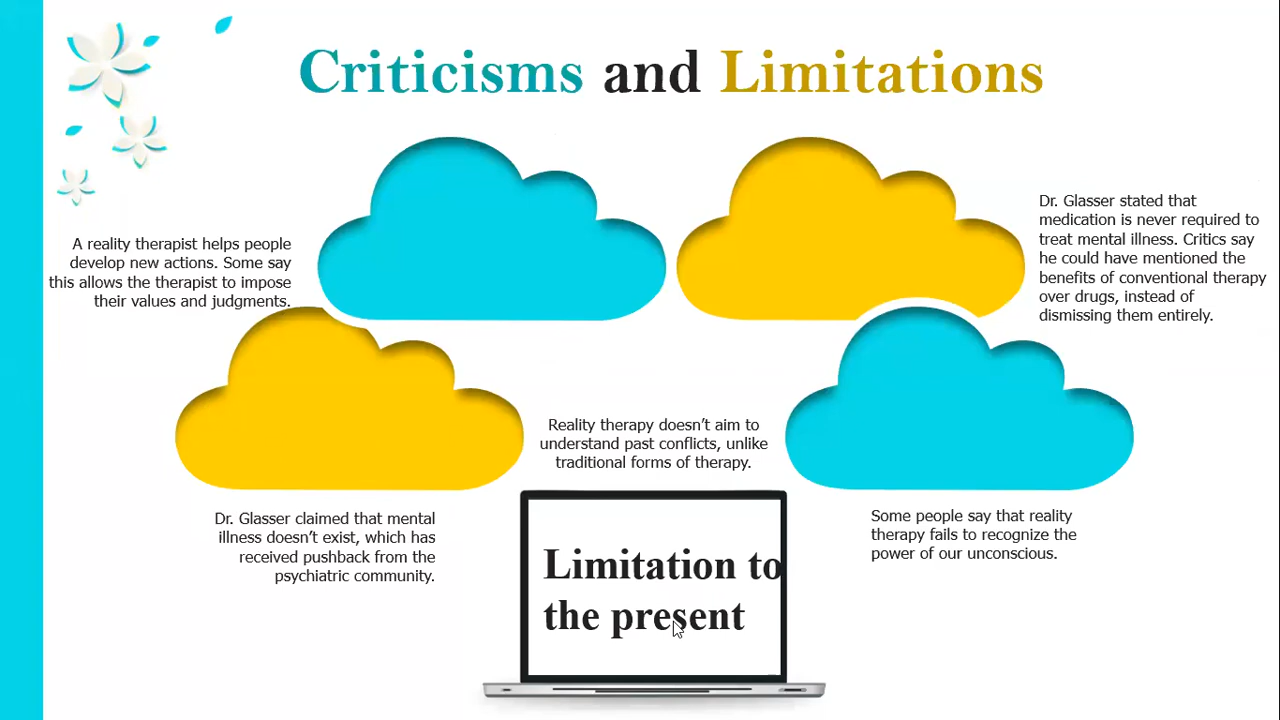 Criticisms and Limitations
A reality therapist helps people
develop new actions. Some say
this allows the therapist to impose
their values and judgments.
Dr. Glasser stated that
medication is never required to
treat mental illness. Critics say
he could have mentioned the
benefits of conventional therapy
over drugs, instead of
dismissing them entirely.
Reality therapy doesn’t aim to
understand past conflicts, unlike
traditional forms of therapy.
Dr. Glasser claimed that mental
illness doesn’t exist, which has
received pushback from the
psychiatric community.
Some people say that reality
therapy fails to recognize the
power of our unconscious.
Limitation to
the present